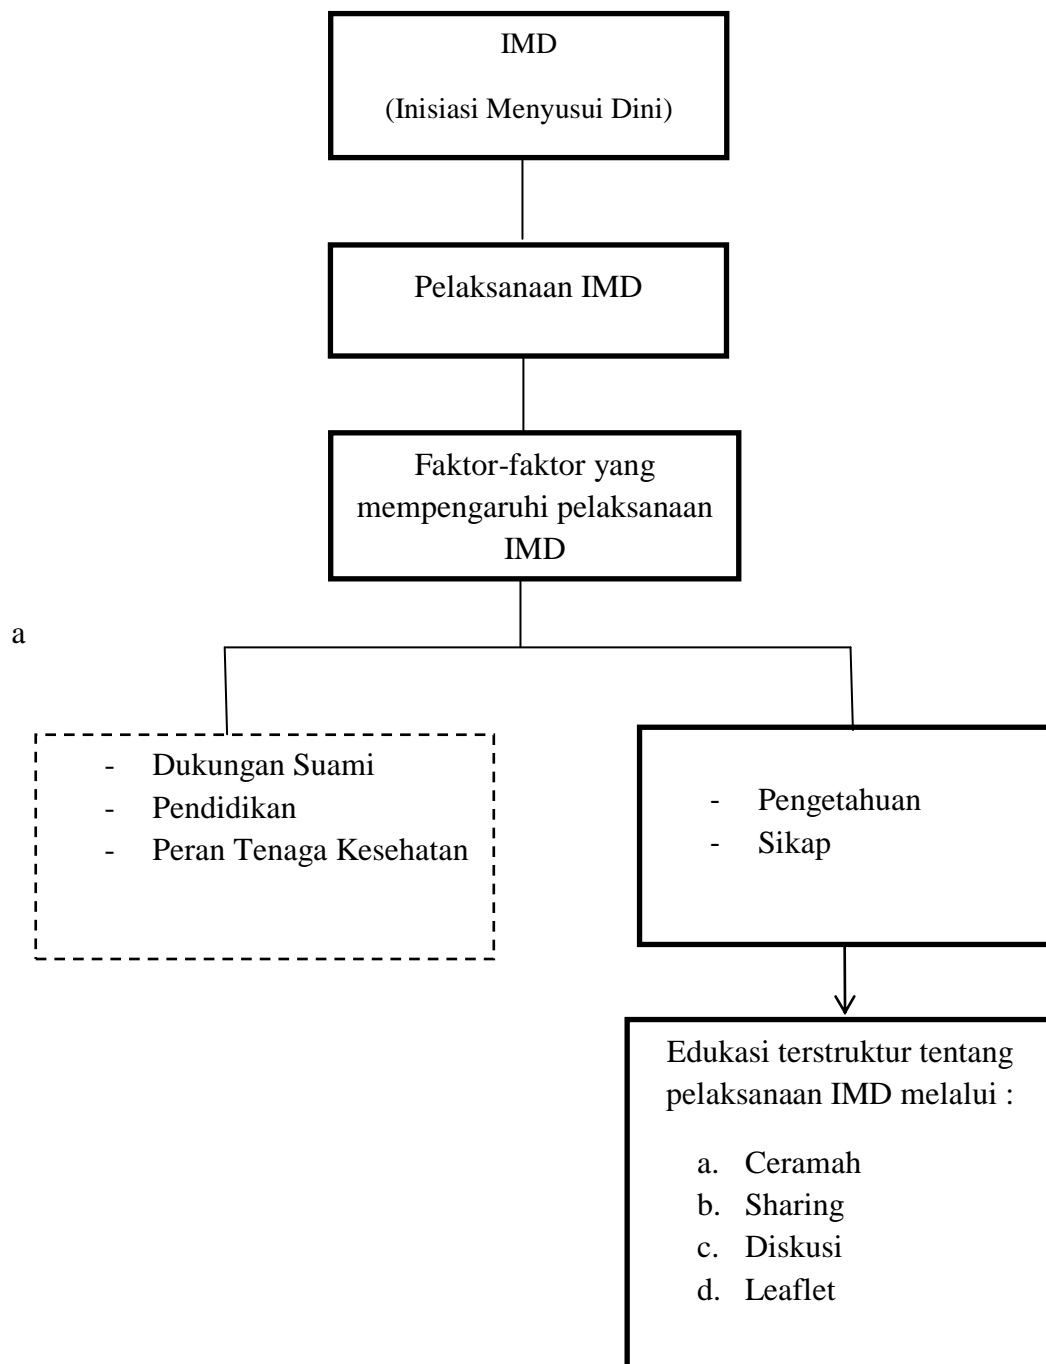 IMD
(Inisiasi Menyusui Dini)
Pelaksanaan IMD
Faktor-faktor yang
mempengaruhi pelaksanaan
IMD
a
- Dukungan Suami
- Pendidikan
- Peran Tenaga Kesehatan
- Pengetahuan
- Sikap
Edukasi terstruktur tentang
pelaksanaan IMD melalui :
a. Ceramah
b. Sharing
c. Diskusi
d. Leaflet